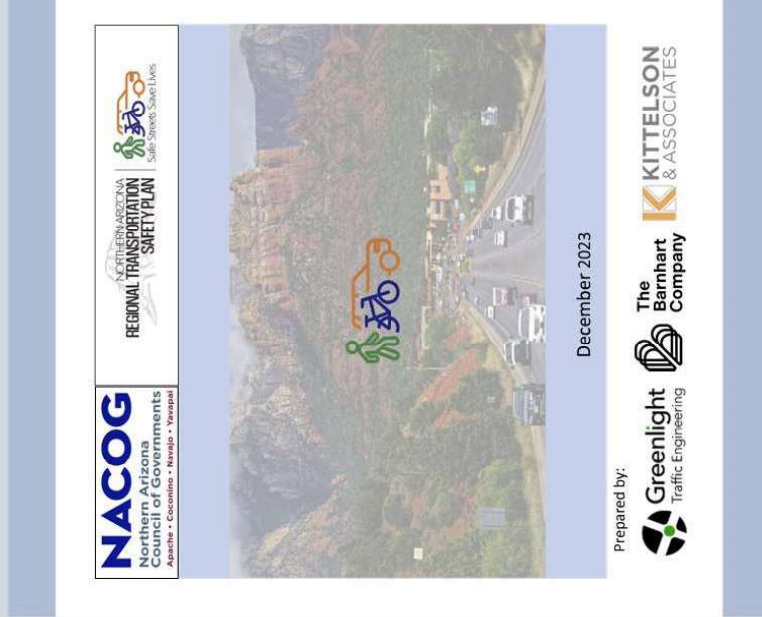 NACOG
Northern Arizona
Council of Governments
Apache • Coconino • Navajo • Yavapai
NORTHERN ARIZONA
REGIONAL TRANSPORTATION
SAFETY PLAN
Safe Streets Save Lives
December 2023
Prepared by:
Greenlight
Traffic Engineering
The
Barnhart
Company
KITTELSON
& ASSOCIATES